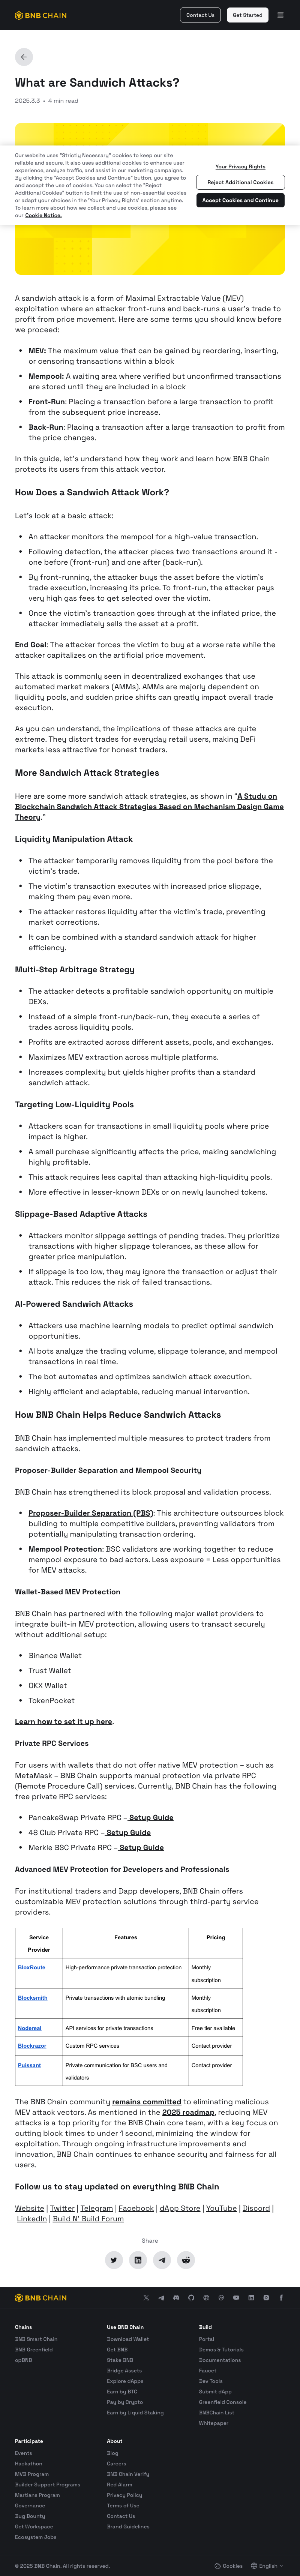 BNB CHAIN
Contact Us
Get Started
What are Sandwich Attacks?
2025.3.3 • 4 min read
Our website uses "Strictly Necessary" cookies to keep our site
reliable and secure. It also uses additional cookies to enhance user
experience, analyze traffic, and assist in our marketing campaigns.
By clicking the "Accept Cookies and Continue" button, you agree to
and accept the use of all cookies. You can select the "Reject
Additional Cookies" button to limit the use of non-essential cookies
or adapt your choices in the 'Your Privacy Rights' section anytime.
To learn more about how we collect and use cookies, please see
our Cookie Notice.
Your Privacy Rights
Reject Additional Cookies
Accept Cookies and Continue
A sandwich attack is a form of Maximal Extractable Value (MEV)
exploitation where an attacker front-runs and back-runs a user's trade to
profit from price movement. Here are some terms you should know before
we proceed:
• MEV: The maximum value that can be gained by reordering, inserting,
or censoring transactions within a block
• Mempool: A waiting area where verified but unconfirmed transactions
are stored until they are included in a block
• Front-Run: Placing a transaction before a large transaction to profit
from the subsequent price increase.
• Back-Run: Placing a transaction after a large transaction to profit from
the price changes.
In this guide, let's understand how they work and learn how BNB Chain
protects its users from this attack vector.
How Does a Sandwich Attack Work?
Let's look at a basic attack:
• An attacker monitors the mempool for a high-value transaction.
• Following detection, the attacker places two transactions around it -
one before (front-run) and one after (back-run).
• By front-running, the attacker buys the asset before the victim's
trade execution, increasing its price. To front-run, the attacker pays
very high gas fees to get selected over the victim.
• Once the victim's transaction goes through at the inflated price, the
attacker immediately sells the asset at a profit.
End Goal: The attacker forces the victim to buy at a worse rate while the
attacker capitalizes on the artificial price movement.
This attack is commonly seen in decentralized exchanges that use
automated market makers (AMMs). AMMs are majorly dependent on
liquidity pools, and sudden price shifts can greatly impact overall trade
execution.
As you can understand, the implications of these attacks are quite
extreme. They distort trades for everyday retail users, making DeFi
markets less attractive for honest traders.
More Sandwich Attack Strategies
Here are some more sandwich attack strategies, as shown in "A Study on
Blockchain Sandwich Attack Strategies Based on Mechanism Design Game
Theory."
Liquidity Manipulation Attack
• The attacker temporarily removes liquidity from the pool before the
victim's trade.
• The victim's transaction executes with increased price slippage,
making them pay even more.
• The attacker restores liquidity after the victim's trade, preventing
market corrections.
• It can be combined with a standard sandwich attack for higher
efficiency.
Multi-Step Arbitrage Strategy
• The attacker detects a profitable sandwich opportunity on multiple
DEXs.
• Instead of a simple front-run/back-run, they execute a series of
trades across liquidity pools.
• Profits are extracted across different assets, pools, and exchanges.
• Maximizes MEV extraction across multiple platforms.
• Increases complexity but yields higher profits than a standard
sandwich attack.
Targeting Low-Liquidity Pools
• Attackers scan for transactions in small liquidity pools where price
impact is higher.
• A small purchase significantly affects the price, making sandwiching
highly profitable.
• This attack requires less capital than attacking high-liquidity pools.
• More effective in lesser-known DEXs or on newly launched tokens.
Slippage-Based Adaptive Attacks
• Attackers monitor slippage settings of pending trades. They prioritize
transactions with higher slippage tolerances, as these allow for
greater price manipulation.
• If slippage is too low, they may ignore the transaction or adjust their
attack. This reduces the risk of failed transactions.
AI-Powered Sandwich Attacks
• Attackers use machine learning models to predict optimal sandwich
opportunities.
• AI bots analyze the trading volume, slippage tolerance, and mempool
transactions in real time.
• The bot automates and optimizes sandwich attack execution.
• Highly efficient and adaptable, reducing manual intervention.
How BNB Chain Helps Reduce Sandwich Attacks
BNB Chain has implemented multiple measures to protect traders from
sandwich attacks.
Proposer-Builder Separation and Mempool Security
BNB Chain has strengthened its block proposal and validation process.
• Proposer-Builder Separation (PBS): This architecture outsources block
building to multiple competitive builders, preventing validators from
potentially manipulating transaction ordering.
• Mempool Protection: BSC validators are working together to reduce
mempool exposure to bad actors. Less exposure = Less opportunities
for MEV attacks.
Wallet-Based MEV Protection
BNB Chain has partnered with the following major wallet providers to
integrate built-in MEV protection, allowing users to transact securely
without additional setup:
• Binance Wallet
• Trust Wallet
• OKX Wallet
• TokenPocket
Learn how to set it up here.
Private RPC Services
For users with wallets that do not offer native MEV protection – such as
MetaMask – BNB Chain supports manual protection via private RPC
(Remote Procedure Call) services. Currently, BNB Chain has the following
free private RPC services:
• PancakeSwap Private RPC – Setup Guide
• 48 Club Private RPC – Setup Guide
• Merkle BSC Private RPC – Setup Guide
Advanced MEV Protection for Developers and Professionals
For institutional traders and Dapp developers, BNB Chain offers
customizable MEV protection solutions through third-party service
providers.
Service Provider
Features
Pricing
BloxRoute
High-performance private transaction protection
Monthly subscription
Blocksmith
Private transactions with atomic bundling
Monthly subscription
Nodereal
API services for private transactions
Free tier available
Blockrazor
Custom RPC services
Contact provider
Puissant
Private communication for BSC users and validators
Contact provider
The BNB Chain community remains committed to eliminating malicious
MEV attack vectors. As mentioned in the 2025 roadmap, reducing MEV
attacks is a top priority for the BNB Chain core team, with a key focus on
cutting block times to under 1 second, minimizing the window for
exploitation. Through ongoing infrastructure improvements and
innovation, BNB Chain continues to be a secure and fairness for all
users.
Follow us to stay updated on everything BNB Chain
Website | Twitter | Telegram | Facebook | dApp Store | YouTube | Discord |
LinkedIn | Build N' Build Forum
Share
BNB CHAIN
Chains
BNB Smart Chain
BNB Greenfield
opBNB
Use BNB Chain
Download Wallet
Get BNB
Stake BNB
Bridge Assets
Explore dApps
Earn by BTC
Pay by Crypto
Earn by Liquid Staking
Build
Portal
Demos & Tutorials
Documentations
Faucet
Dev Tools
Submit dApp
Greenfield Console
BNBChain List
Whitepaper
Participate
Events
Hackathon
MVB Program
Builder Support Programs
Martians Program
Governance
Bug Bounty
Get Workspace
Ecosystem Jobs
About
Blog
Careers
BNB Chain Verify
Red Alarm
Privacy Policy
Terms of Use
Contact Us
Brand Guidelines
© 2025 BNB Chain. All rights reserved.
Cookies
English